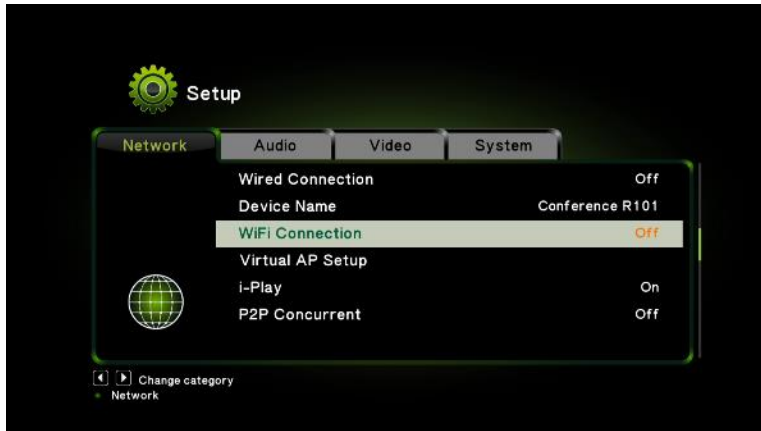 Setup
Network Audio Video System
Wired Connection Off
Device Name Conference R101
WiFi Connection Off
Virtual AP Setup
i-Play On
P2P Concurrent Off
Change category
Network